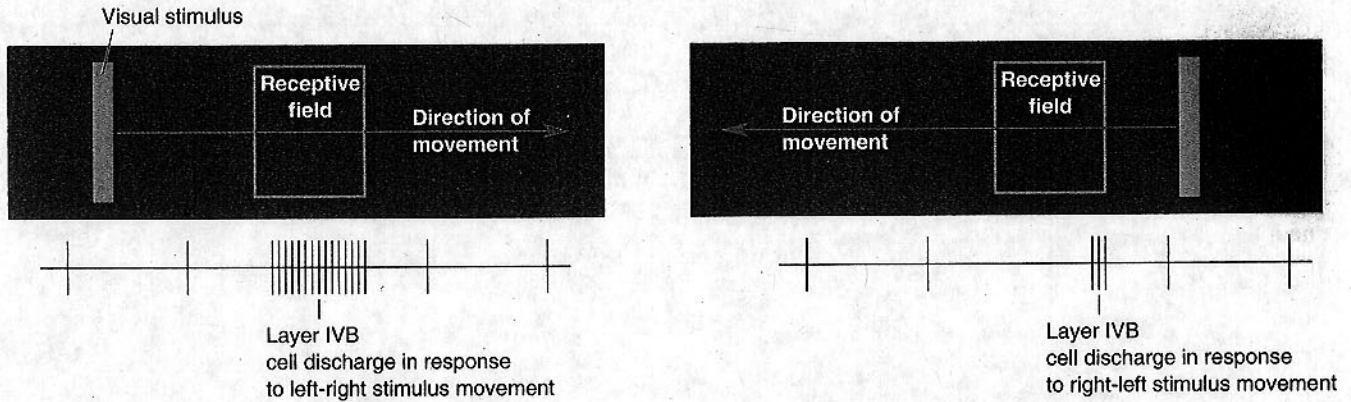 Visual stimulus
Receptive
field
Direction of
movement
Layer IVB
cell discharge in response
to left-right stimulus movement
Direction of
movement
Receptive
field
Layer IVB
cell discharge in response
to right-left stimulus movement